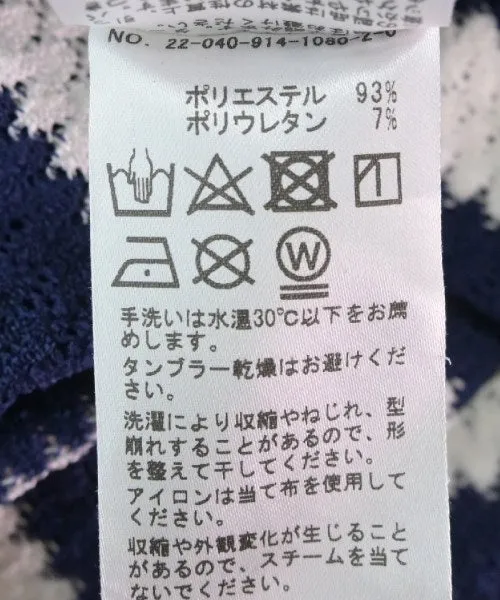 NO. 22-040-914-1080-2-0
ポリエステル 93%
ポリウレタン 7%
W
手洗いは水温30℃以下をお薦
めします。
タンブラー乾燥はお避けくだ
さい。
洗濯により収縮やねじれ、型
崩れすることがあるので、形
を整えて干してください。
アイロンは当て布を使用して
ください。
収縮や外観変化が生じること
があるので、スチームを当て
ないでください。